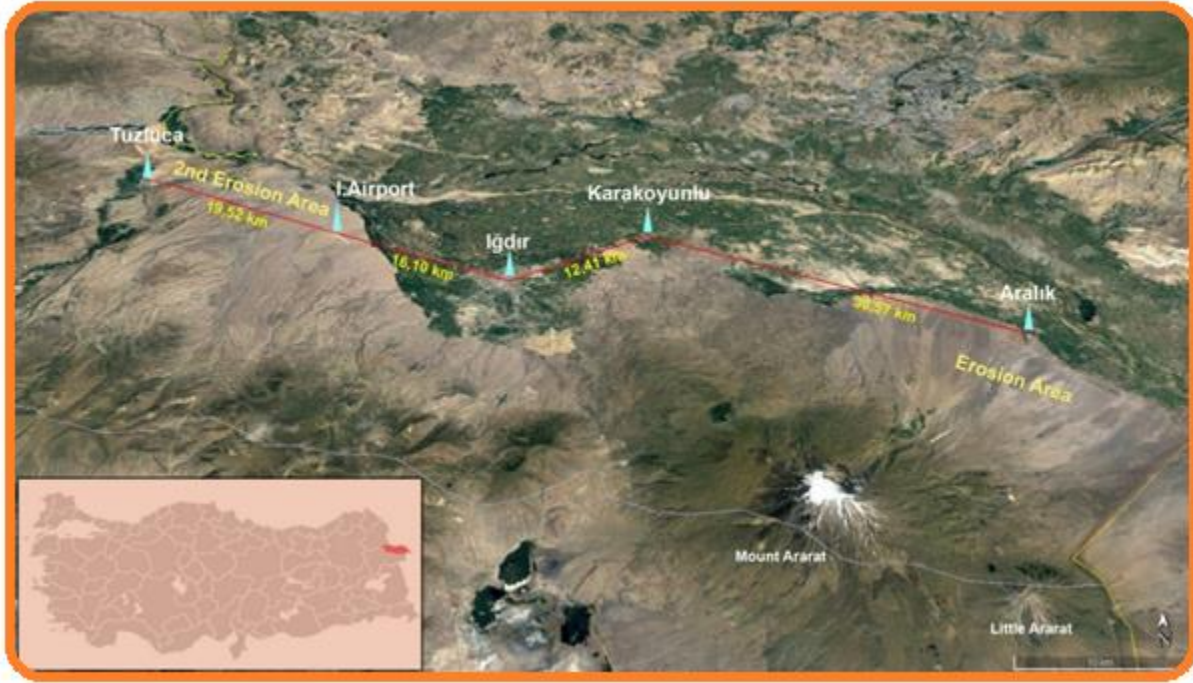 Tuzluca
2nd Erosion Area
19,52 km
I.Airport
16,10 km
Iğdır
12,41 km
Karakoyunlu
Aralık
Erosion Area
Mount Ararat
Little Ararat